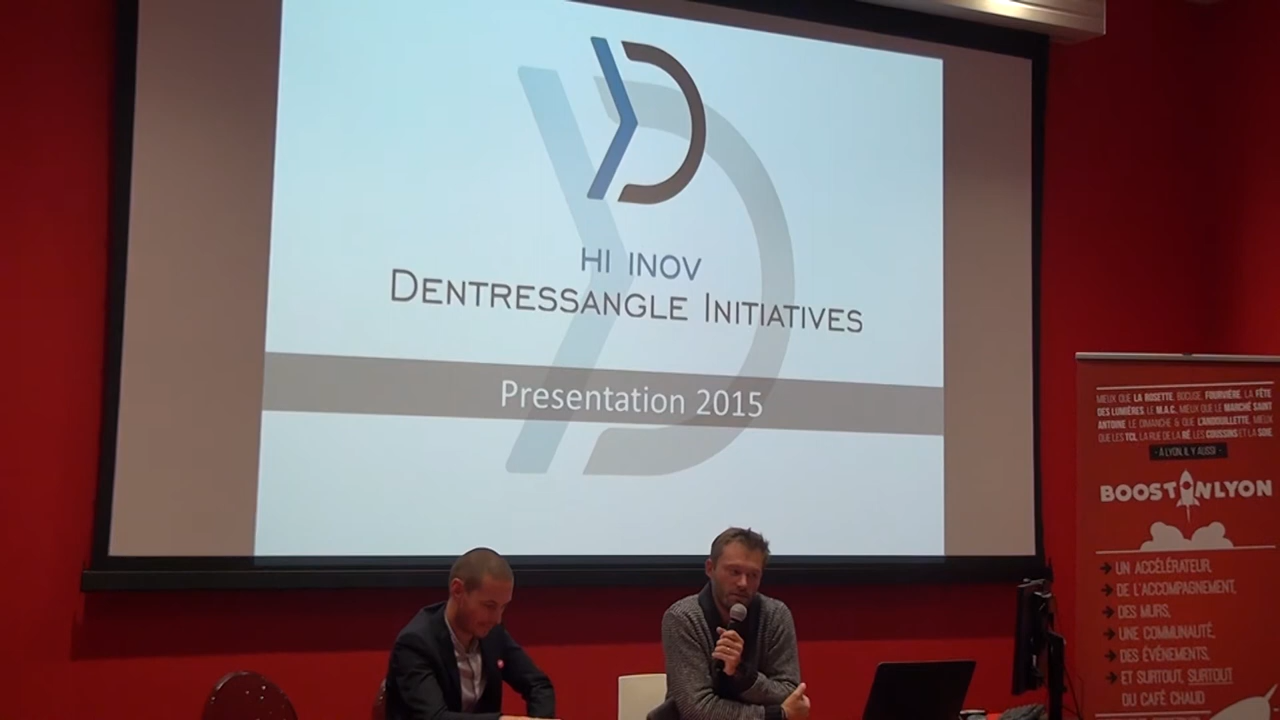 HI INOV
DENTRESSANGLE INITIATIVES
Presentation 2015
MIEUX QUE LA ROSETTE, BOCUSE, FOURVIÈRE, LA FÊTE
DES LUMIÈRES, LE M.A.C., MIEUX QUE LE MARCHÉ SAINT
ANTOINE LE DIMANCHE & QUE L'ANDOUILLETTE, MIEUX
QUE LES TCL, LA RUE DE LA RÉ, LES COUSSINS ET LA SOIE
- À LYON, IL Y AUSSI -
BOOST IN LYON
→ UN ACCÉLÉRATEUR,
→ DE L'ACCOMPAGNEMENT,
→ DES MURS,
→ UNE COMMUNAUTÉ,
→ DES ÉVÉNEMENTS,
→ ET SURTOUT, SURTOUT
DU CAFÉ CHAUD